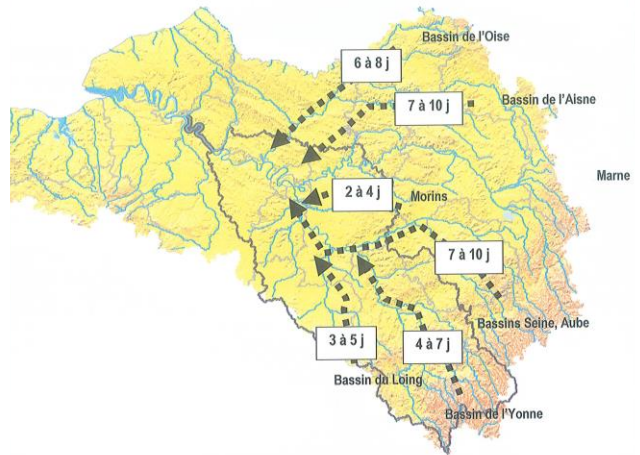 Bassin de l'Oise
6 à 8 j
7 à 10 j
Bassin de l'Aisne
Marne
2 à 4 j
Morins
7 à 10 j
Bassins Seine, Aube
3 à 5 j
4 à 7 j
Bassin du Loing
Bassin de l'Yonne